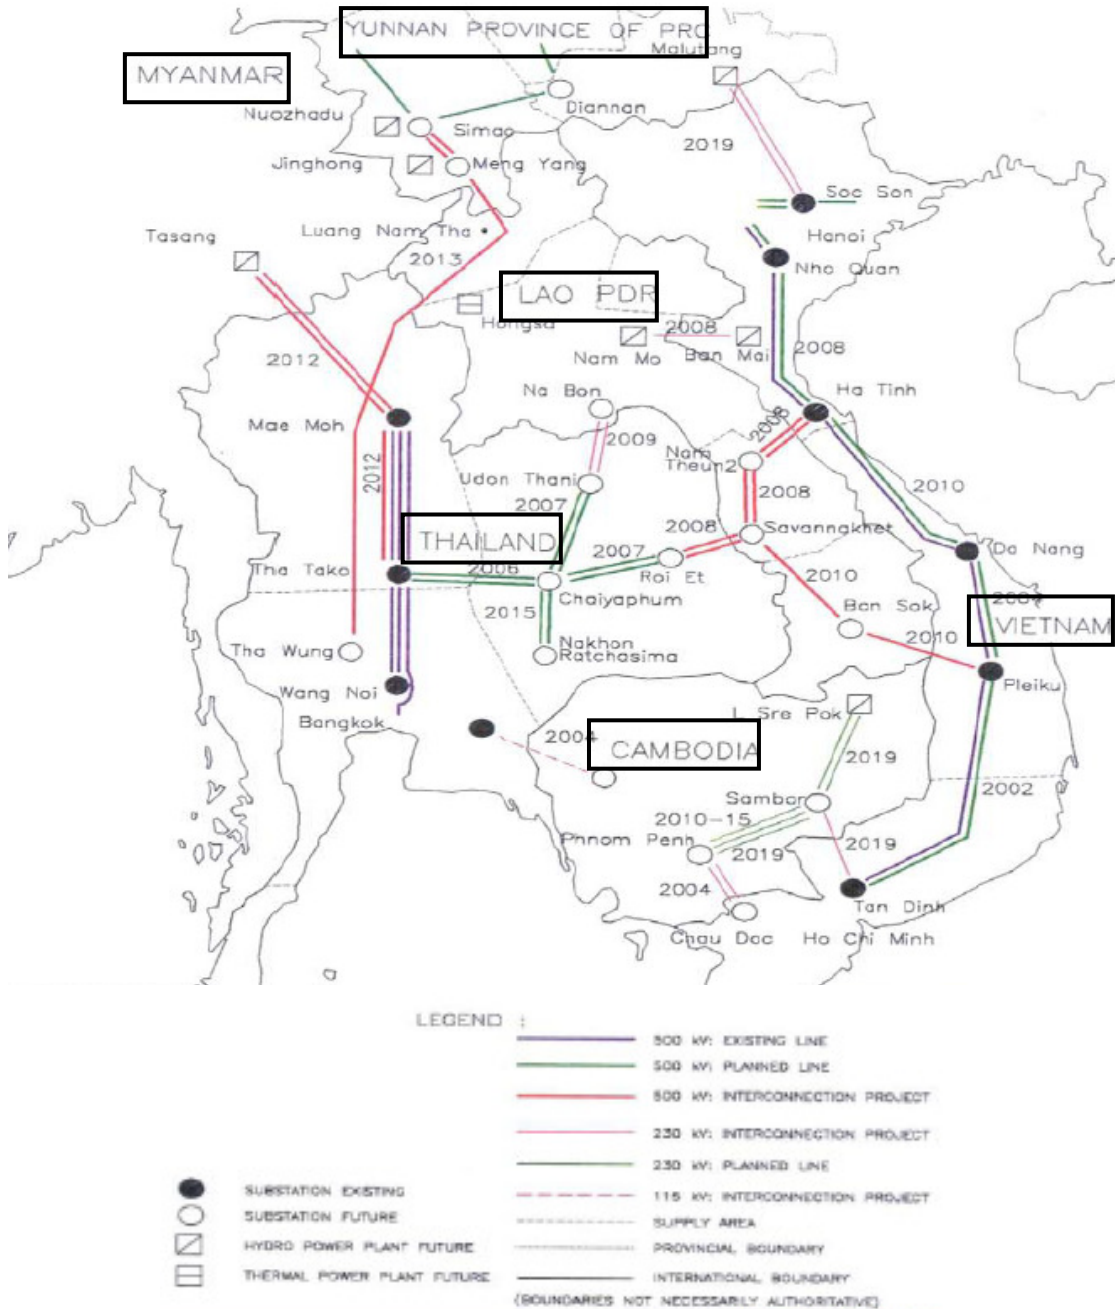 YUNNAN PROVINCE OF PRC
MYANMAR
Malutang
Nuozhadu
Simao
Diannan
2019
Jinghong
Meng Yang
Soc Son
Luang Nam Tha
Hanoi
Tasang
2013
Nho Quan
LAO PDR
Hongsa
2008
Nam Mo
Ban Mai
2008
2012
Na Bon
Ha Tinh
Mae Moh
2008
2009
Nam
Theun2
2012
Udon Thani
2008
2010
2007
THAILAND
2008
Savannakhet
2006
2007
Da Nang
Tha Tako
Roi Et
Chaiyaphum
2010
2015
Ban Sok
VIETNAM
2010
Nakhon
Ratchasima
Tha Wung
Wang Noi
Pleiku
Bangkok
L Sre Pok
2004
CAMBODIA
2019
2002
Sambor
2010-15
Phnom Penh
2019
2019
2004
Tan Dinh
Chau Doc
Ho Chi Minh
LEGEND :
500 kV: EXISTING LINE
500 kV: PLANNED LINE
500 kV: INTERCONNECTION PROJECT
230 kV: INTERCONNECTION PROJECT
230 kV: PLANNED LINE
115 kV: INTERCONNECTION PROJECT
SUPPLY AREA
PROVINCIAL BOUNDARY
INTERNATIONAL BOUNDARY
(BOUNDARIES NOT NECESSARILY AUTHORITATIVE)
SUBSTATION EXISTING
SUBSTATION FUTURE
HYDRO POWER PLANT FUTURE
THERMAL POWER PLANT FUTURE